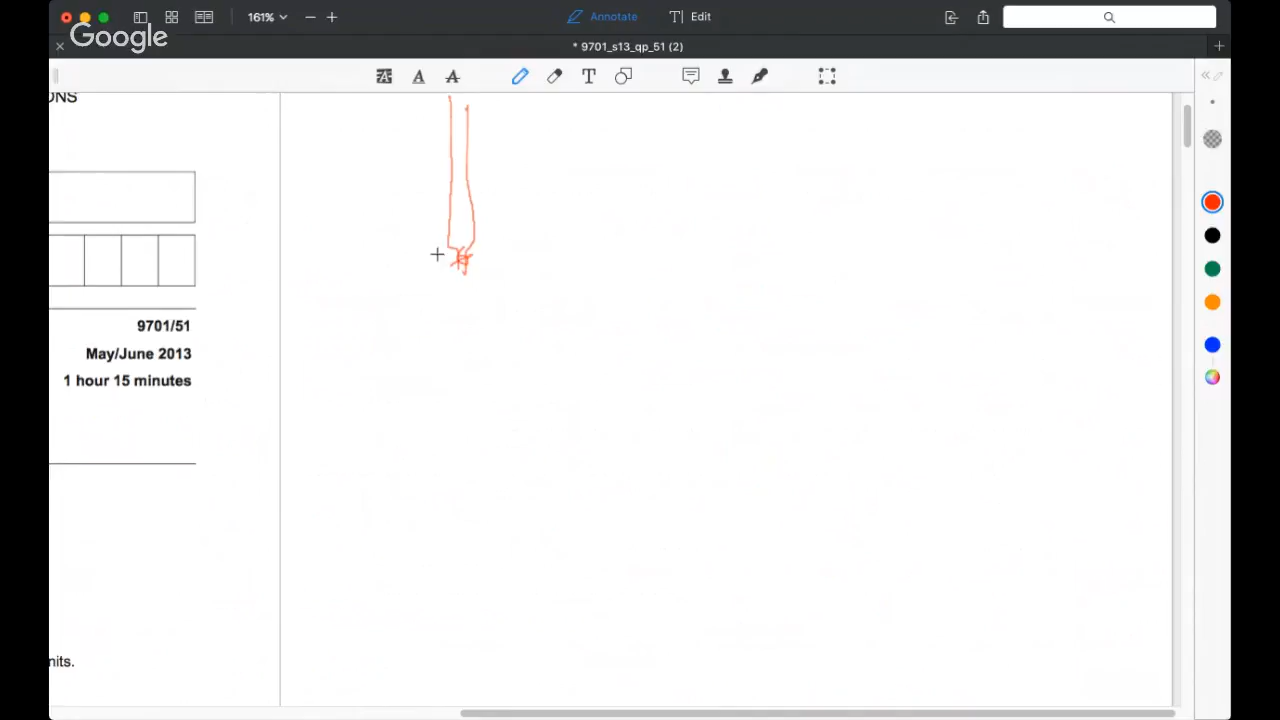 161%
Annotate
T Edit
Google
* 9701_s13_qp_51 (2)
A A A T
ONS
9701/51
May/June 2013
1 hour 15 minutes
nits.